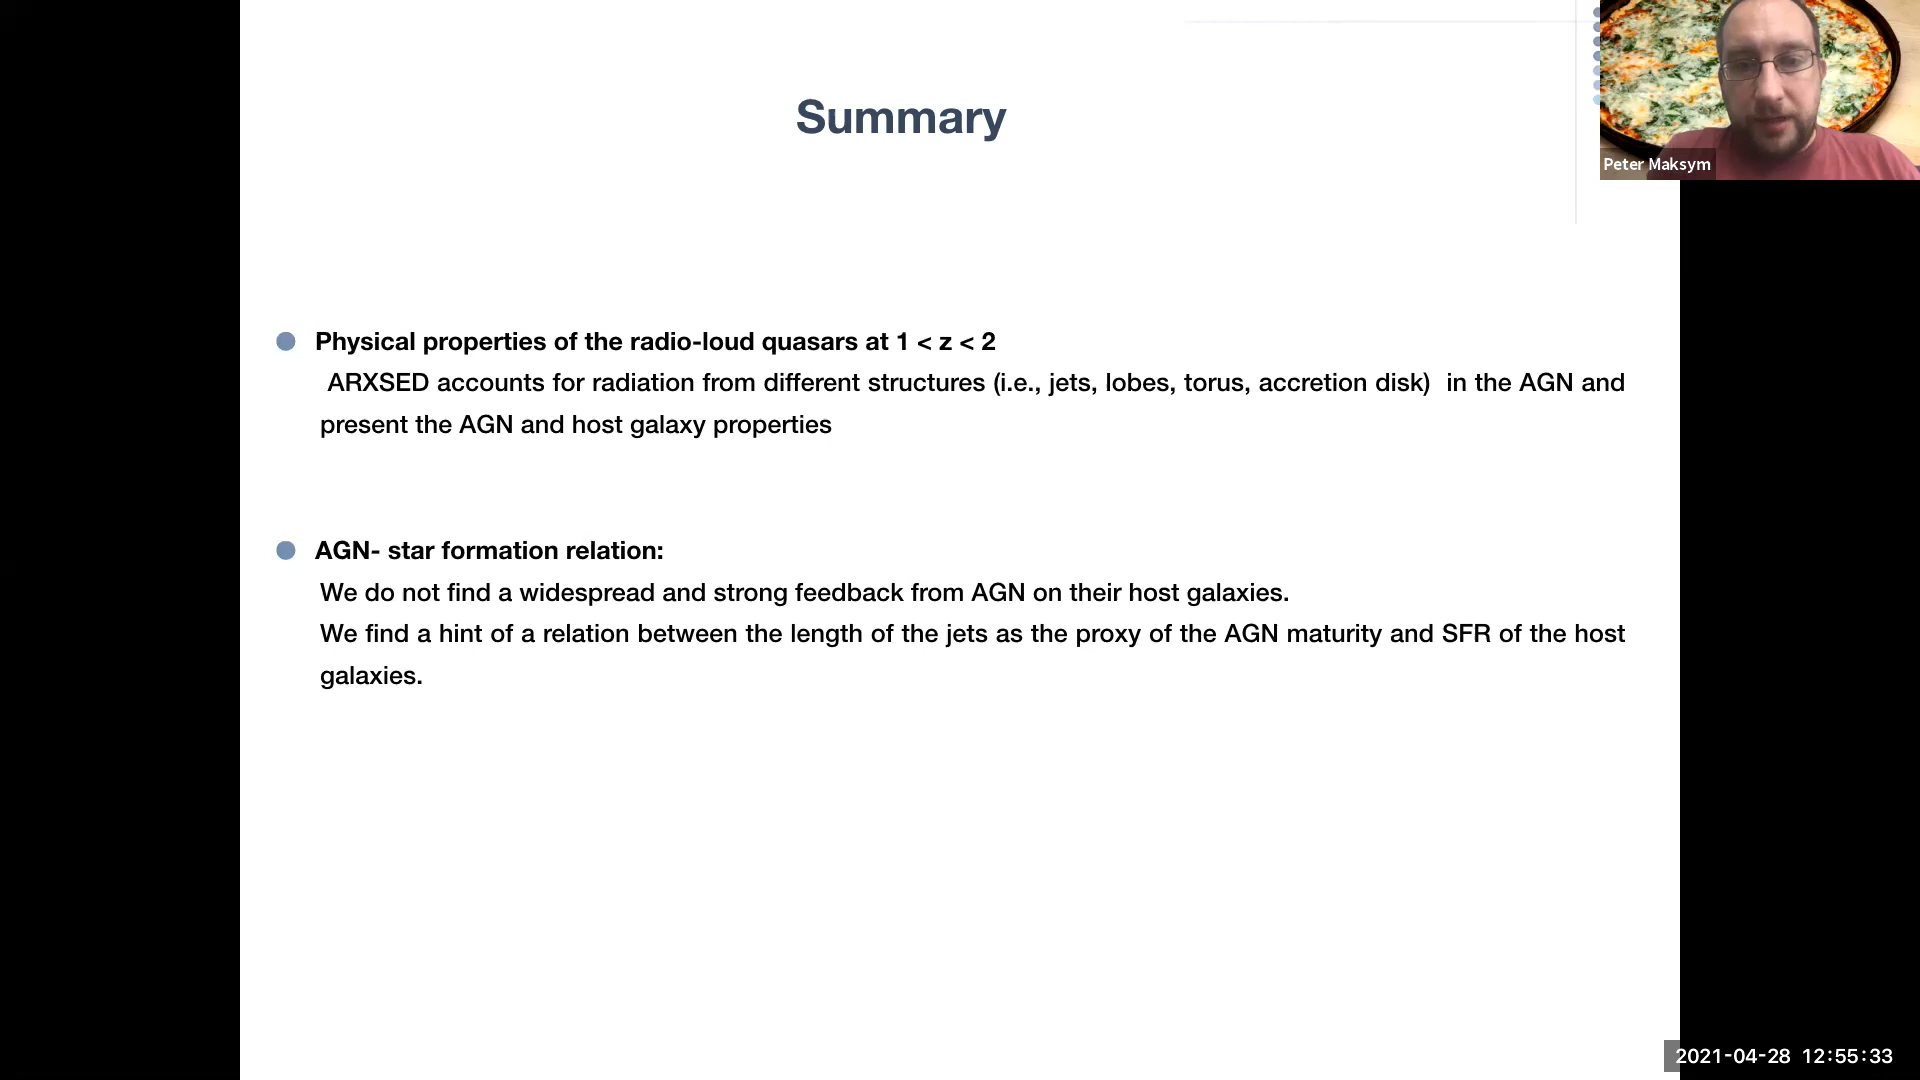 Summary
Peter Maksym
Physical properties of the radio-loud quasars at 1 < z < 2
ARXSED accounts for radiation from different structures (i.e., jets, lobes, torus, accretion disk) in the AGN and
present the AGN and host galaxy properties
AGN- star formation relation:
We do not find a widespread and strong feedback from AGN on their host galaxies.
We find a hint of a relation between the length of the jets as the proxy of the AGN maturity and SFR of the host
galaxies.
2021-04-28 12:55:33